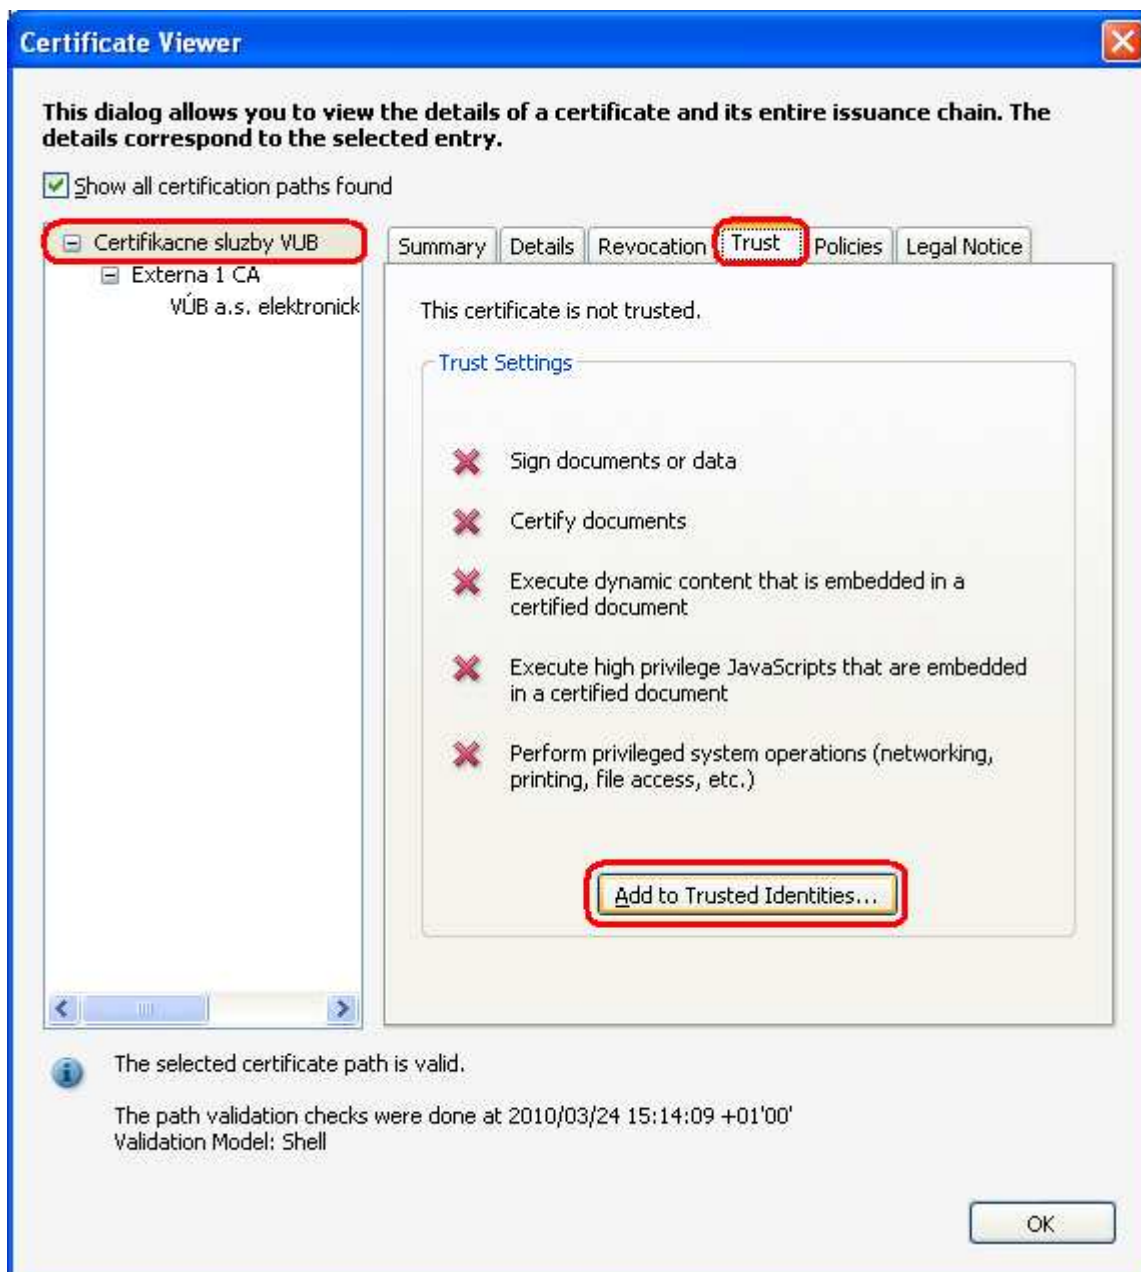 Certificate Viewer
This dialog allows you to view the details of a certificate and its entire issuance chain. The
details correspond to the selected entry.
Show all certification paths found
Certifikacne sluzby VUB
Externa 1 CA
VÚB a.s. elektronick
Summary Details Revocation Trust Policies Legal Notice
This certificate is not trusted.
Trust Settings
Sign documents or data
Certify documents
Execute dynamic content that is embedded in a
certified document
Execute high privilege JavaScripts that are embedded
in a certified document
Perform privileged system operations (networking,
printing, file access, etc.)
Add to Trusted Identities...
The selected certificate path is valid.
The path validation checks were done at 2010/03/24 15:14:09 +01'00'
Validation Model: Shell
OK